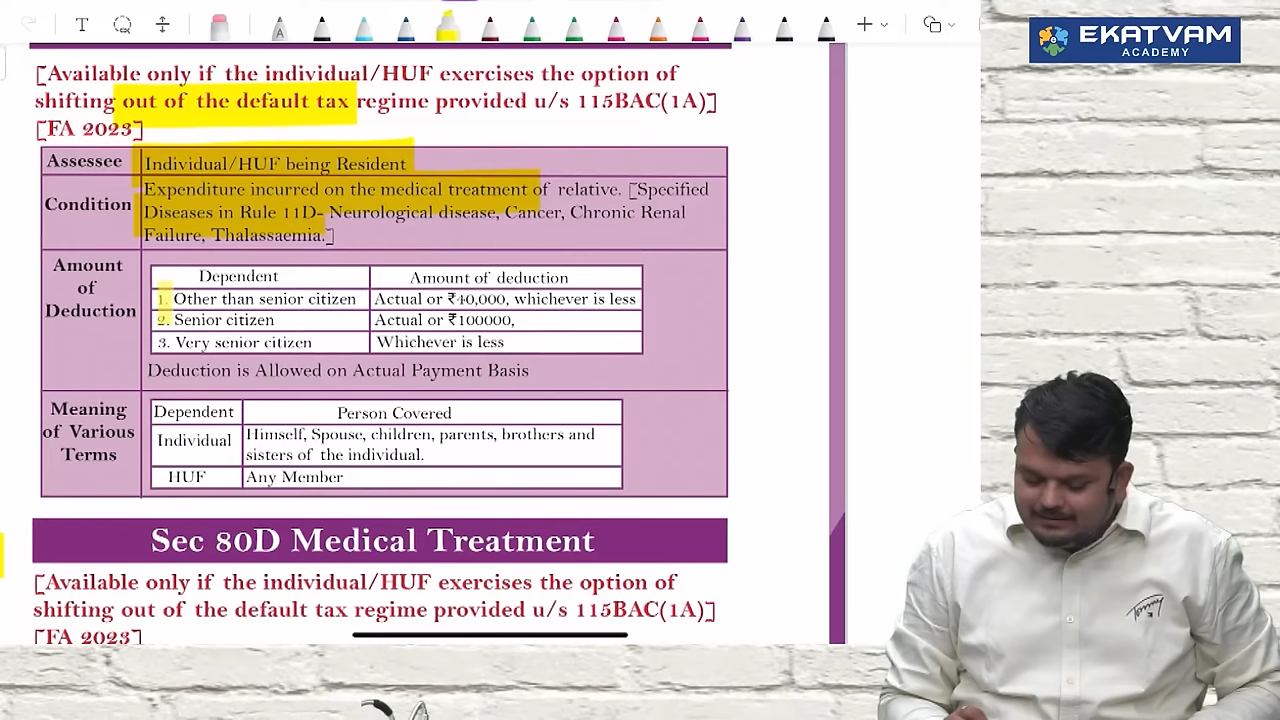 T
A
EKATVAM
ACADEMY
[Available only if the individual/HUF exercises the option of
shifting out of the default tax regime provided u/s 115BAC(1A)]
[FA 2023]
Assessee Individual/HUF being Resident
Condition Expenditure incurred on the medical treatment of relative. [Specified
Diseases in Rule 11D- Neurological disease, Cancer, Chronic Renal
Failure, Thalassaemia.]
Amount
of
Deduction
Dependent Amount of deduction
1. Other than senior citizen Actual or ₹40,000, whichever is less
2. Senior citizen Actual or ₹100000,
3. Very senior citizen Whichever is less
Deduction is Allowed on Actual Payment Basis
Meaning
of Various
Terms
Dependent Person Covered
Individual Himself, Spouse, children, parents, brothers and
sisters of the individual.
HUF Any Member
Sec 80D Medical Treatment
[Available only if the individual/HUF exercises the option of
shifting out of the default tax regime provided u/s 115BAC(1A)]
[FA 2023]